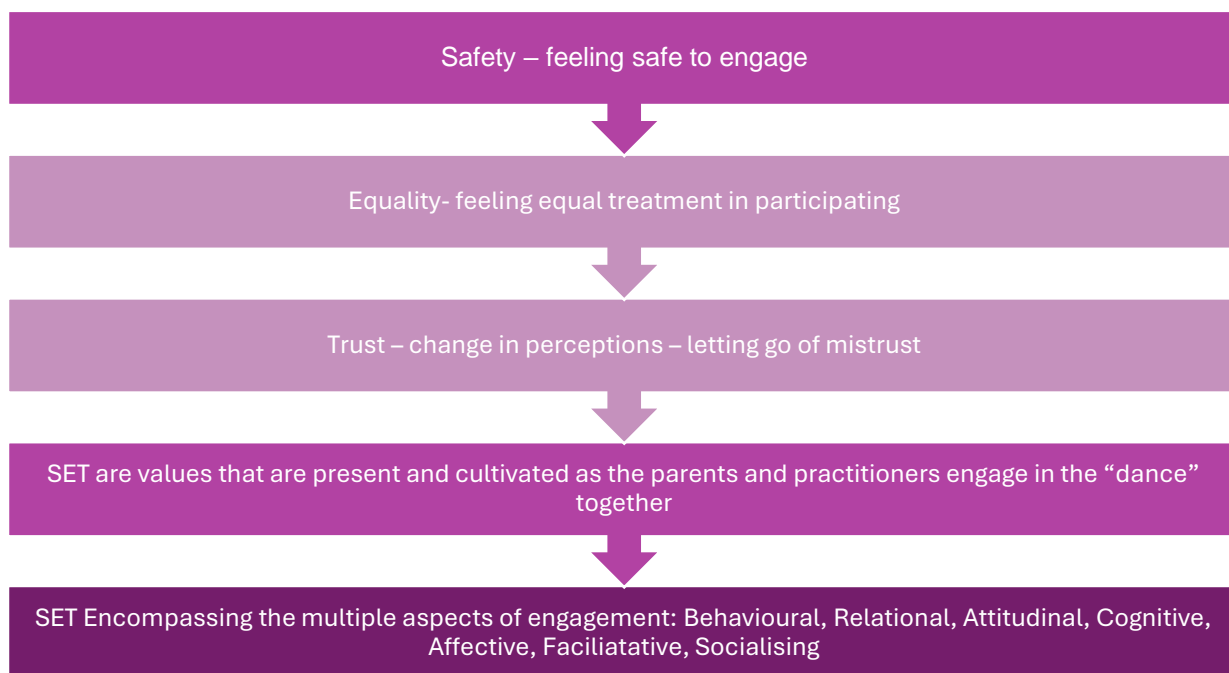 Safety – feeling safe to engage
Equality- feeling equal treatment in participating
Trust – change in perceptions – letting go of mistrust
SET are values that are present and cultivated as the parents and practitioners engage in the “dance”
together
SET Encompassing the multiple aspects of engagement: Behavioural, Relational, Attitudinal, Cognitive,
Affective, Faciliatative, Socialising